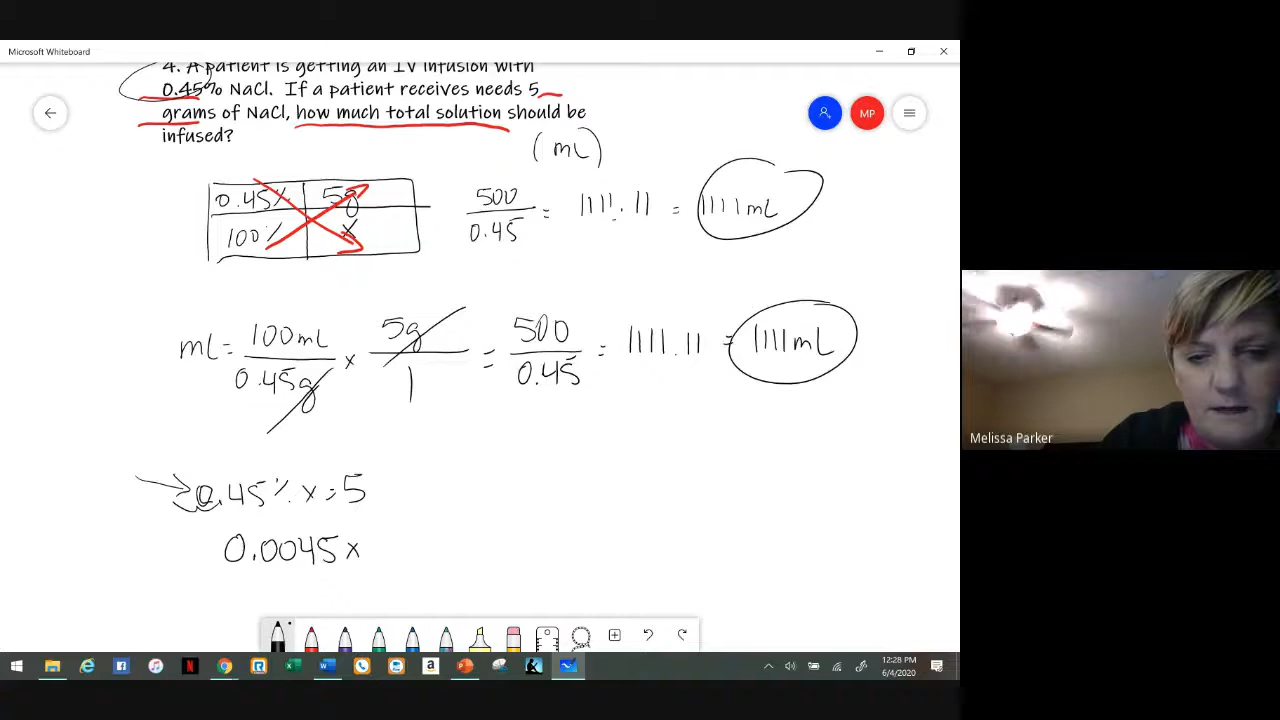 Microsoft Whiteboard
4. A patient is getting an IV infusion with
0.45% NaCl. If a patient receives needs 5
grams of NaCl, how much total solution should be
infused?
MP
(mL)
0.45% 5g
100% x
500
0.45
= 1111.11 = 1111mL
mL = 100mL
0.45g
x 5g
1
= 500
0.45
= 1111.11 = 1111mL
0.45% x = 5
0.0045 x
Melissa Parker
12:28 PM
6/4/2020